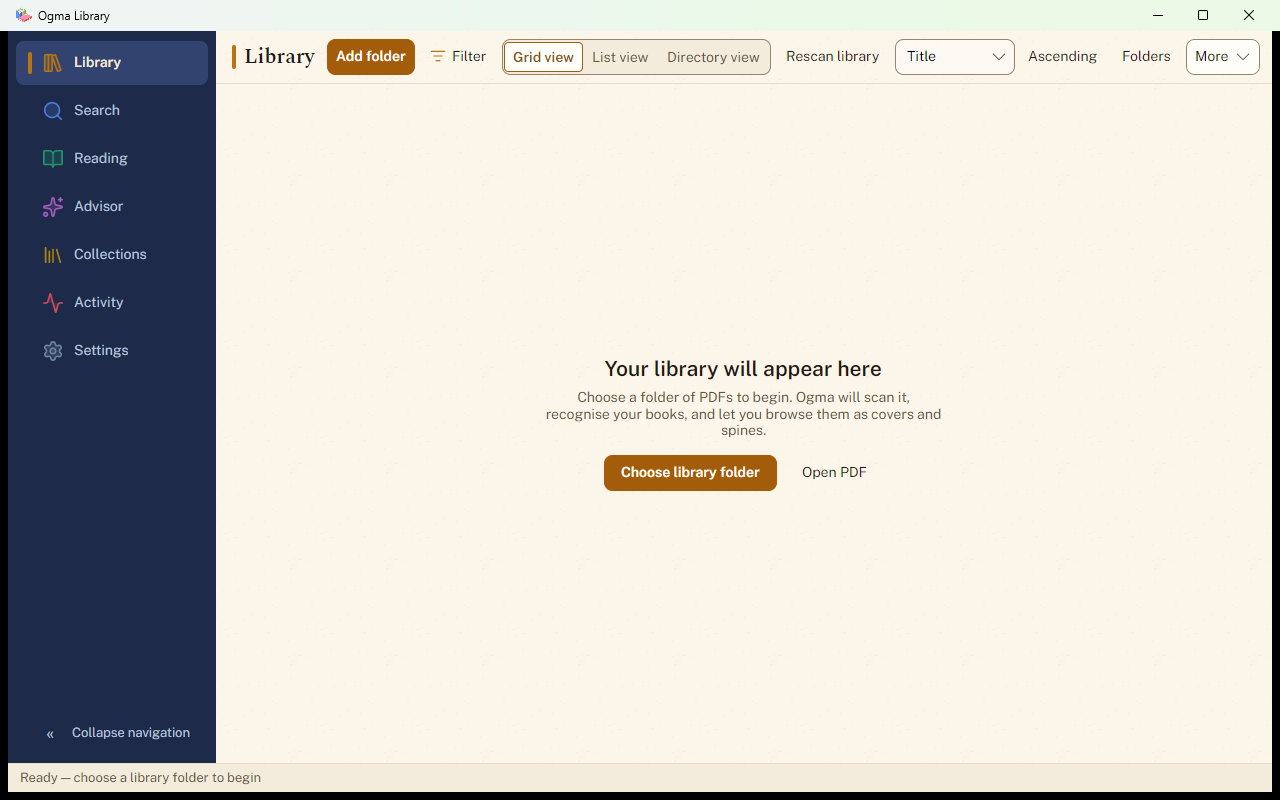 Ogma Library
Library
Search
Reading
Advisor
Collections
Activity
Settings
« Collapse navigation
Library
Add folder
Filter
Grid view
List view
Directory view
Rescan library
Title
Ascending
Folders
More
Your library will appear here
Choose a folder of PDFs to begin. Ogma will scan it,
recognise your books, and let you browse them as covers and
spines.
Choose library folder
Open PDF
Ready — choose a library folder to begin